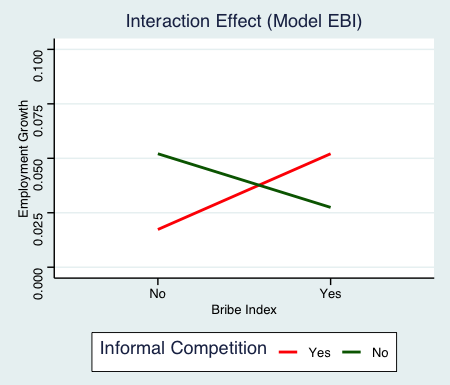 Interaction Effect (Model EBI)
Employment Growth
0.100
0.075
0.050
0.025
0.000
No Yes
Bribe Index
Informal Competition Yes No